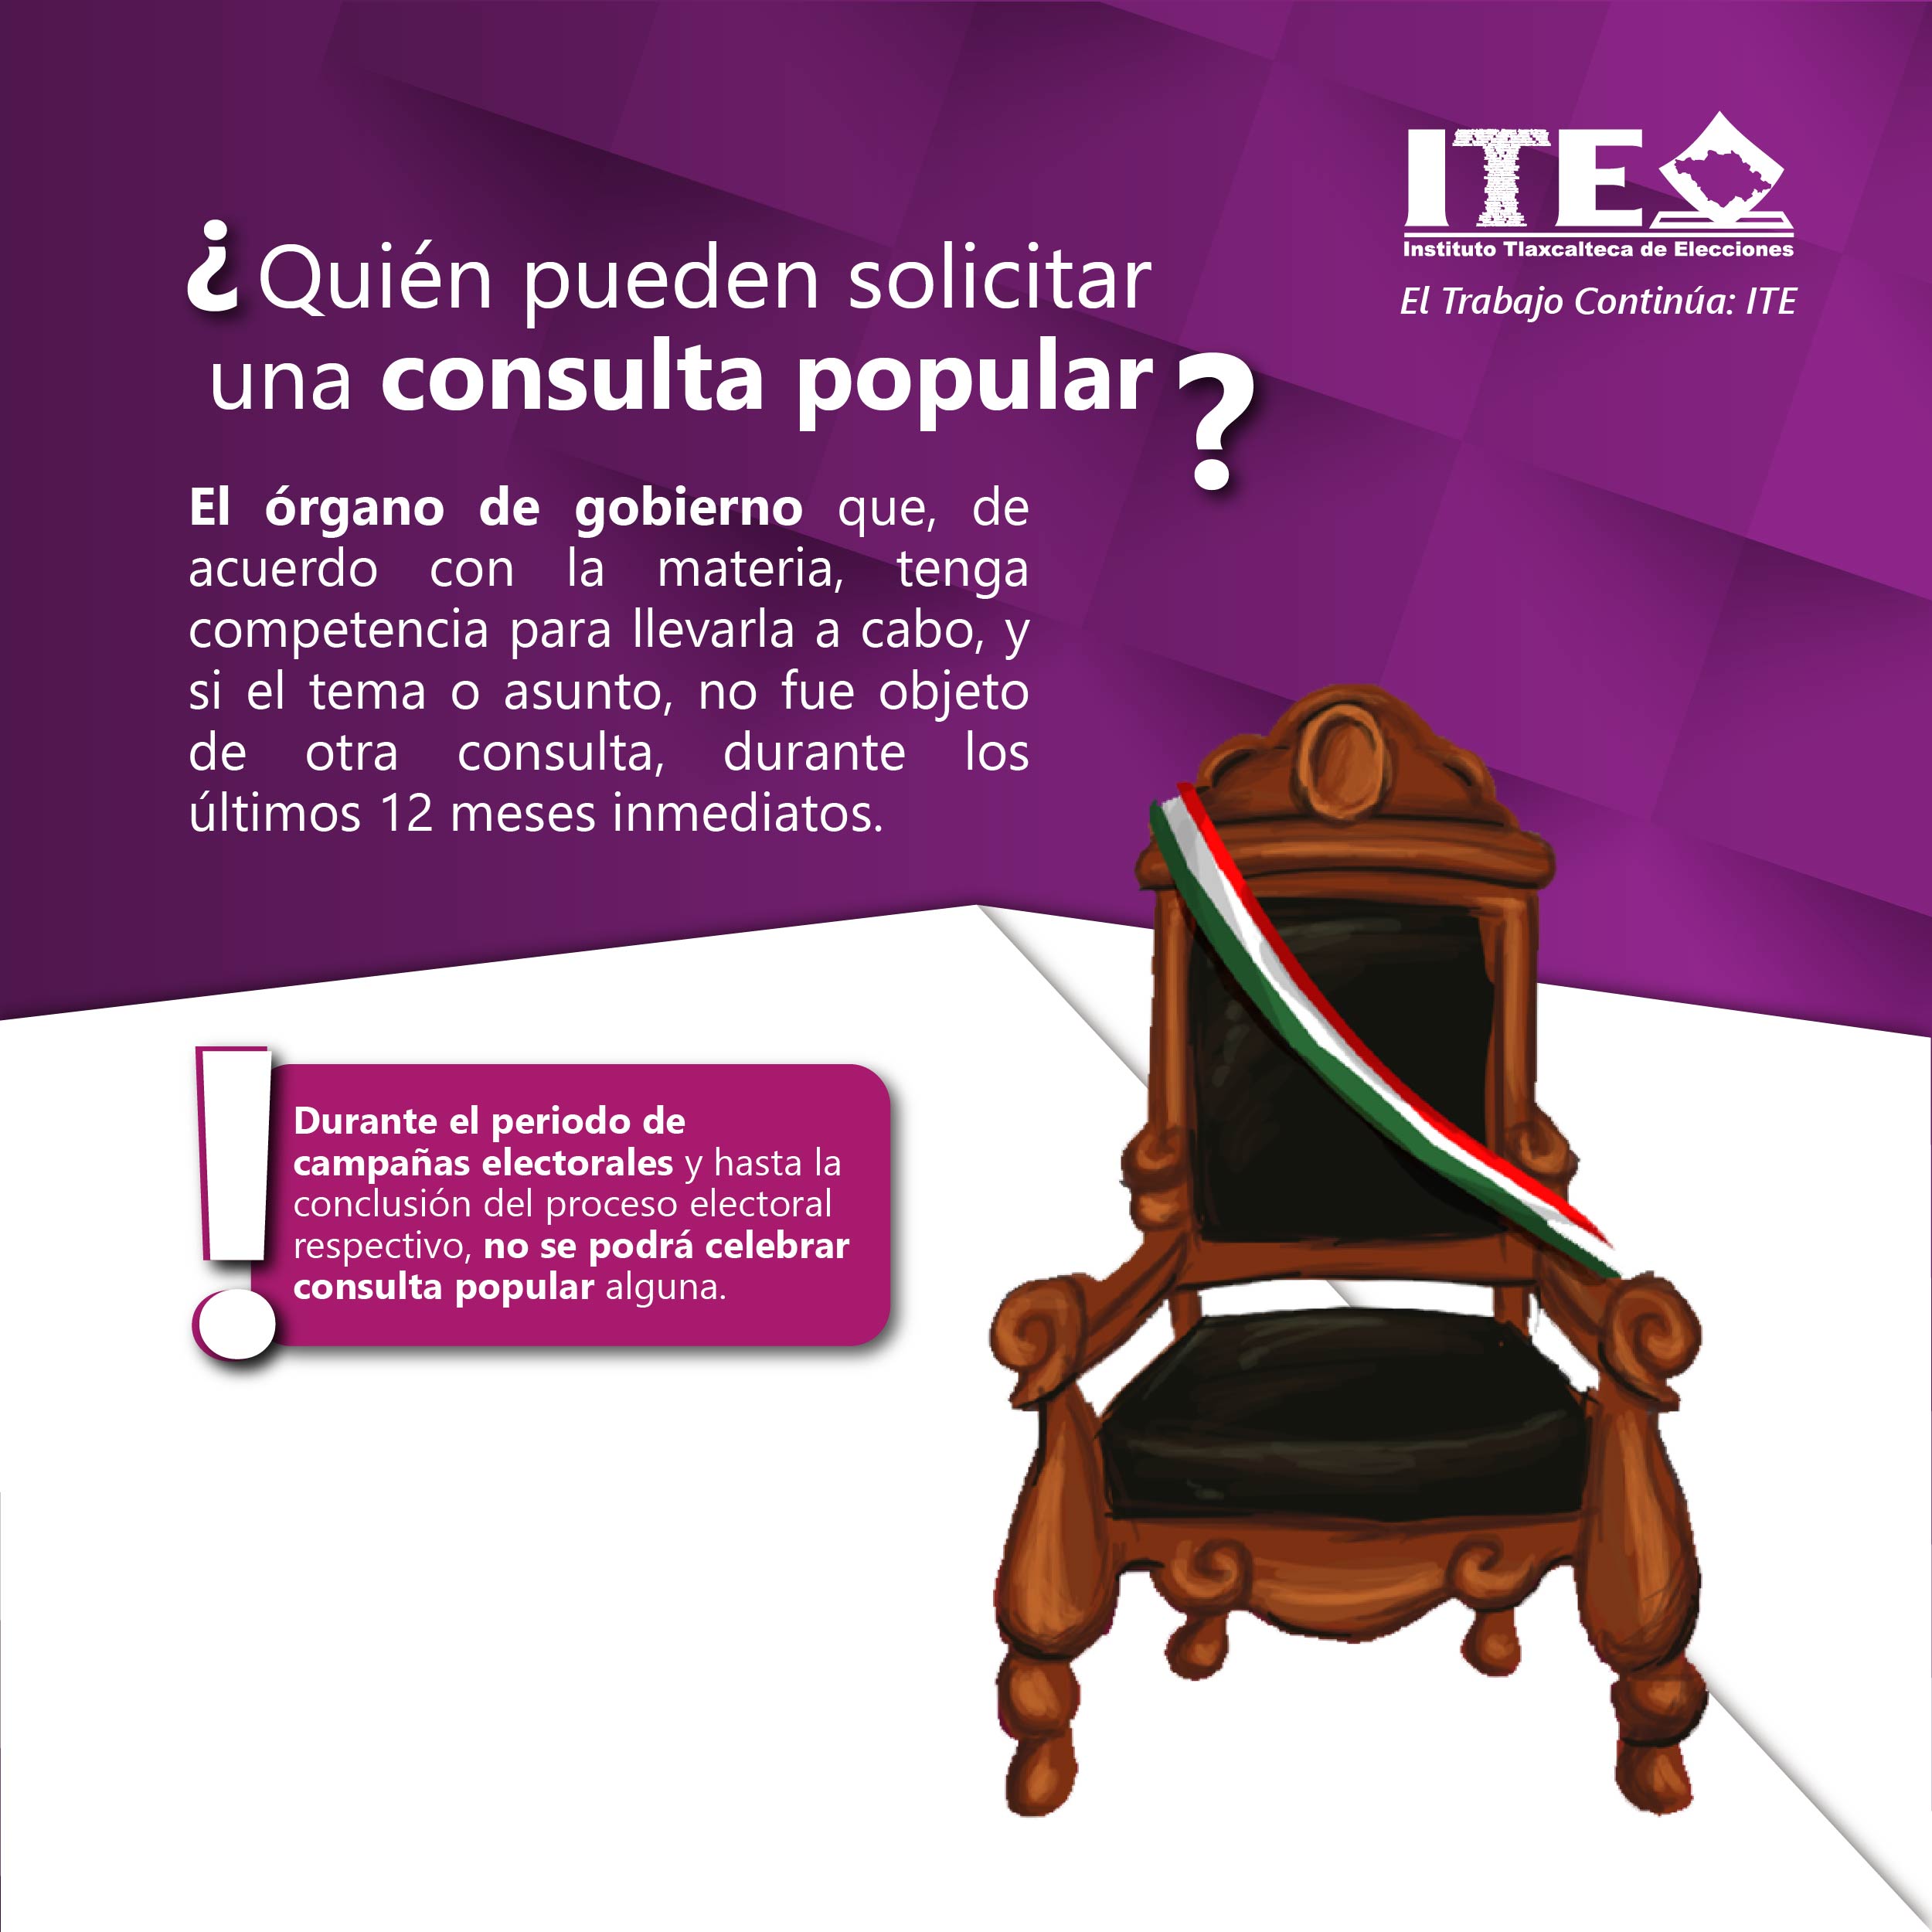 ¿Quién pueden solicitar
una consulta popular?
ITE
Instituto Tlaxcalteca de Elecciones
El Trabajo Continúa: ITE
El órgano de gobierno que, de
acuerdo con la materia, tenga
competencia para llevarla a cabo, y
si el tema o asunto, no fue objeto
de otra consulta, durante los
últimos 12 meses inmediatos.
!
Durante el periodo de
campañas electorales y hasta la
conclusión del proceso electoral
respectivo, no se podrá celebrar
consulta popular alguna.